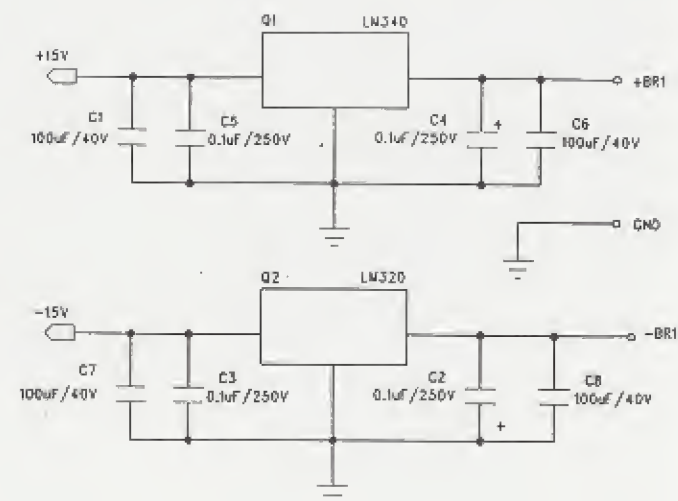 Q1 LM340
+15V
+BR1
C1
100uF/40V
C5
0.1uF/250V
C4
0.1uF/250V
+
C6
100uF/40V
GND
Q2 LM320
-15V
-BR1
C7
100uF/40V
C3
0.1uF/250V
C2
0.1uF/250V
+
C8
100uF/40V